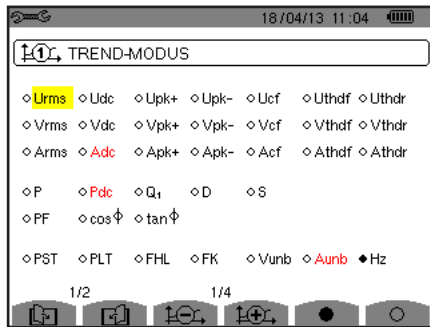 18/04/13 11:04
1 TREND-MODUS
Urms Udc Upk+ Upk- Ucf Uthdf Uthdr
Vrms Vdc Vpk+ Vpk- Vcf Vthdf Vthdr
Arms Adc Apk+ Apk- Acf Athdf Athdr
P Pdc Q₁ D S
PF cosΦ tanΦ
PST PLT FHL FK Vunb Aunb Hz
1/2 1/4